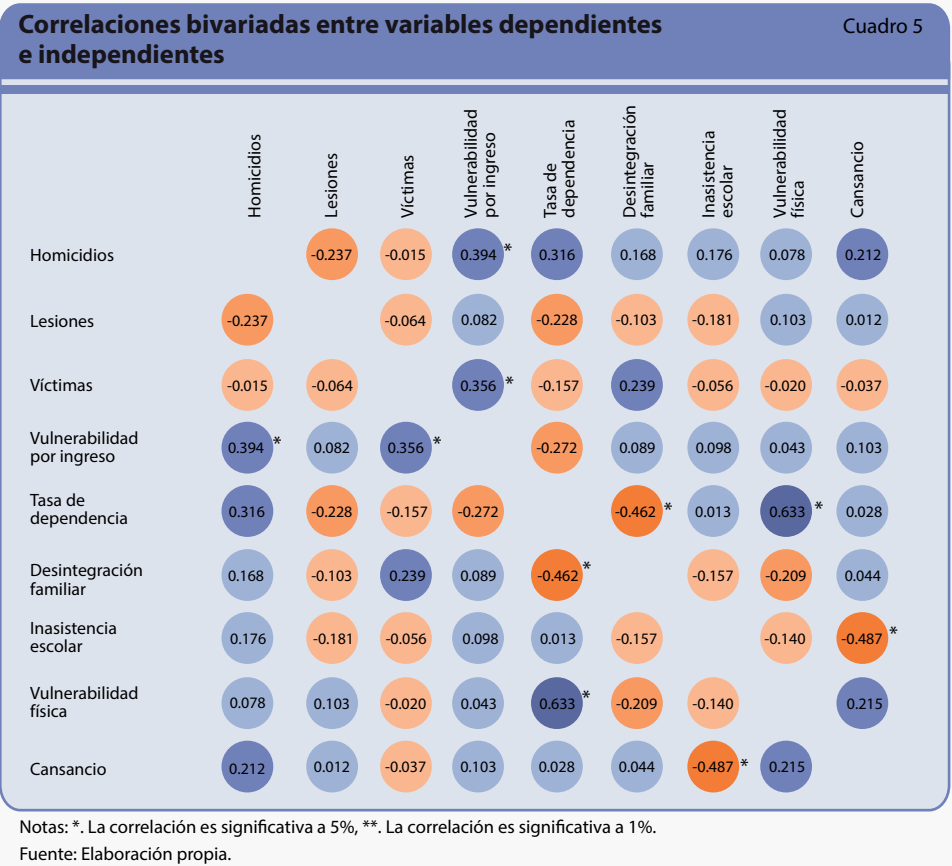 Correlaciones bivariadas entre variables dependientes
e independientes
Cuadro 5
Homicidios
Lesiones
Víctimas
Vulnerabilidad
por ingreso
Tasa de
dependencia
Desintegración
familiar
Inasistencia
escolar
Vulnerabilidad
física
Cansancio
Homicidios -0.237 -0.015 0.394 * 0.316 0.168 0.176 0.078 0.212
Lesiones -0.237 -0.064 0.082 -0.228 -0.103 -0.181 0.103 0.012
Víctimas -0.015 -0.064 0.356 * -0.157 0.239 -0.056 -0.020 -0.037
Vulnerabilidad
por ingreso
0.394 * 0.082 0.356 * -0.272 0.089 0.098 0.043 0.103
Tasa de
dependencia
0.316 -0.228 -0.157 -0.272 -0.462 * 0.013 0.633 * 0.028
Desintegración
familiar
0.168 -0.103 0.239 0.089 -0.462 * -0.157 -0.209 0.044
Inasistencia
escolar
0.176 -0.181 -0.056 0.098 0.013 -0.157 -0.140 -0.487 *
Vulnerabilidad
física
0.078 0.103 -0.020 0.043 0.633 * -0.209 -0.140 0.215
Cansancio 0.212 0.012 -0.037 0.103 0.028 0.044 -0.487 * 0.215
Notas: *. La correlación es significativa a 5%, **. La correlación es significativa a 1%.
Fuente: Elaboración propia.